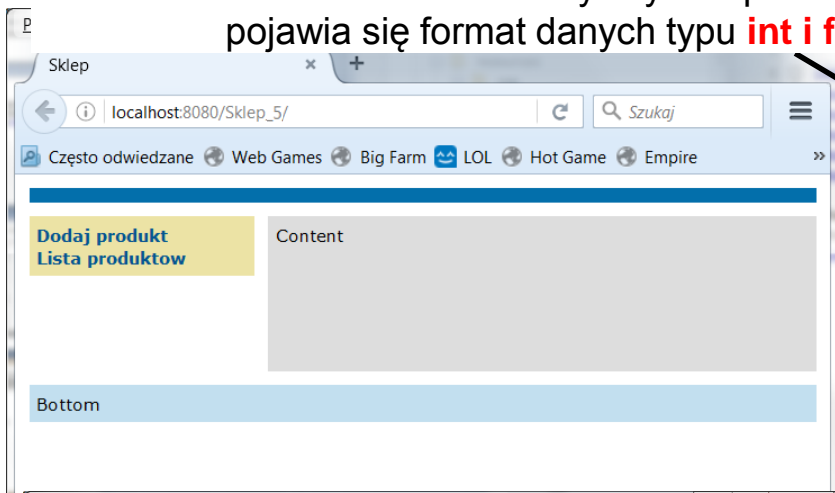 pojawia się format danych typu int i f
Sklep
localhost:8080/Sklep_5/
Szukaj
Często odwiedzane Web Games Big Farm LOL Hot Game Empire »
Dodaj produkt
Lista produktow
Content
Bottom